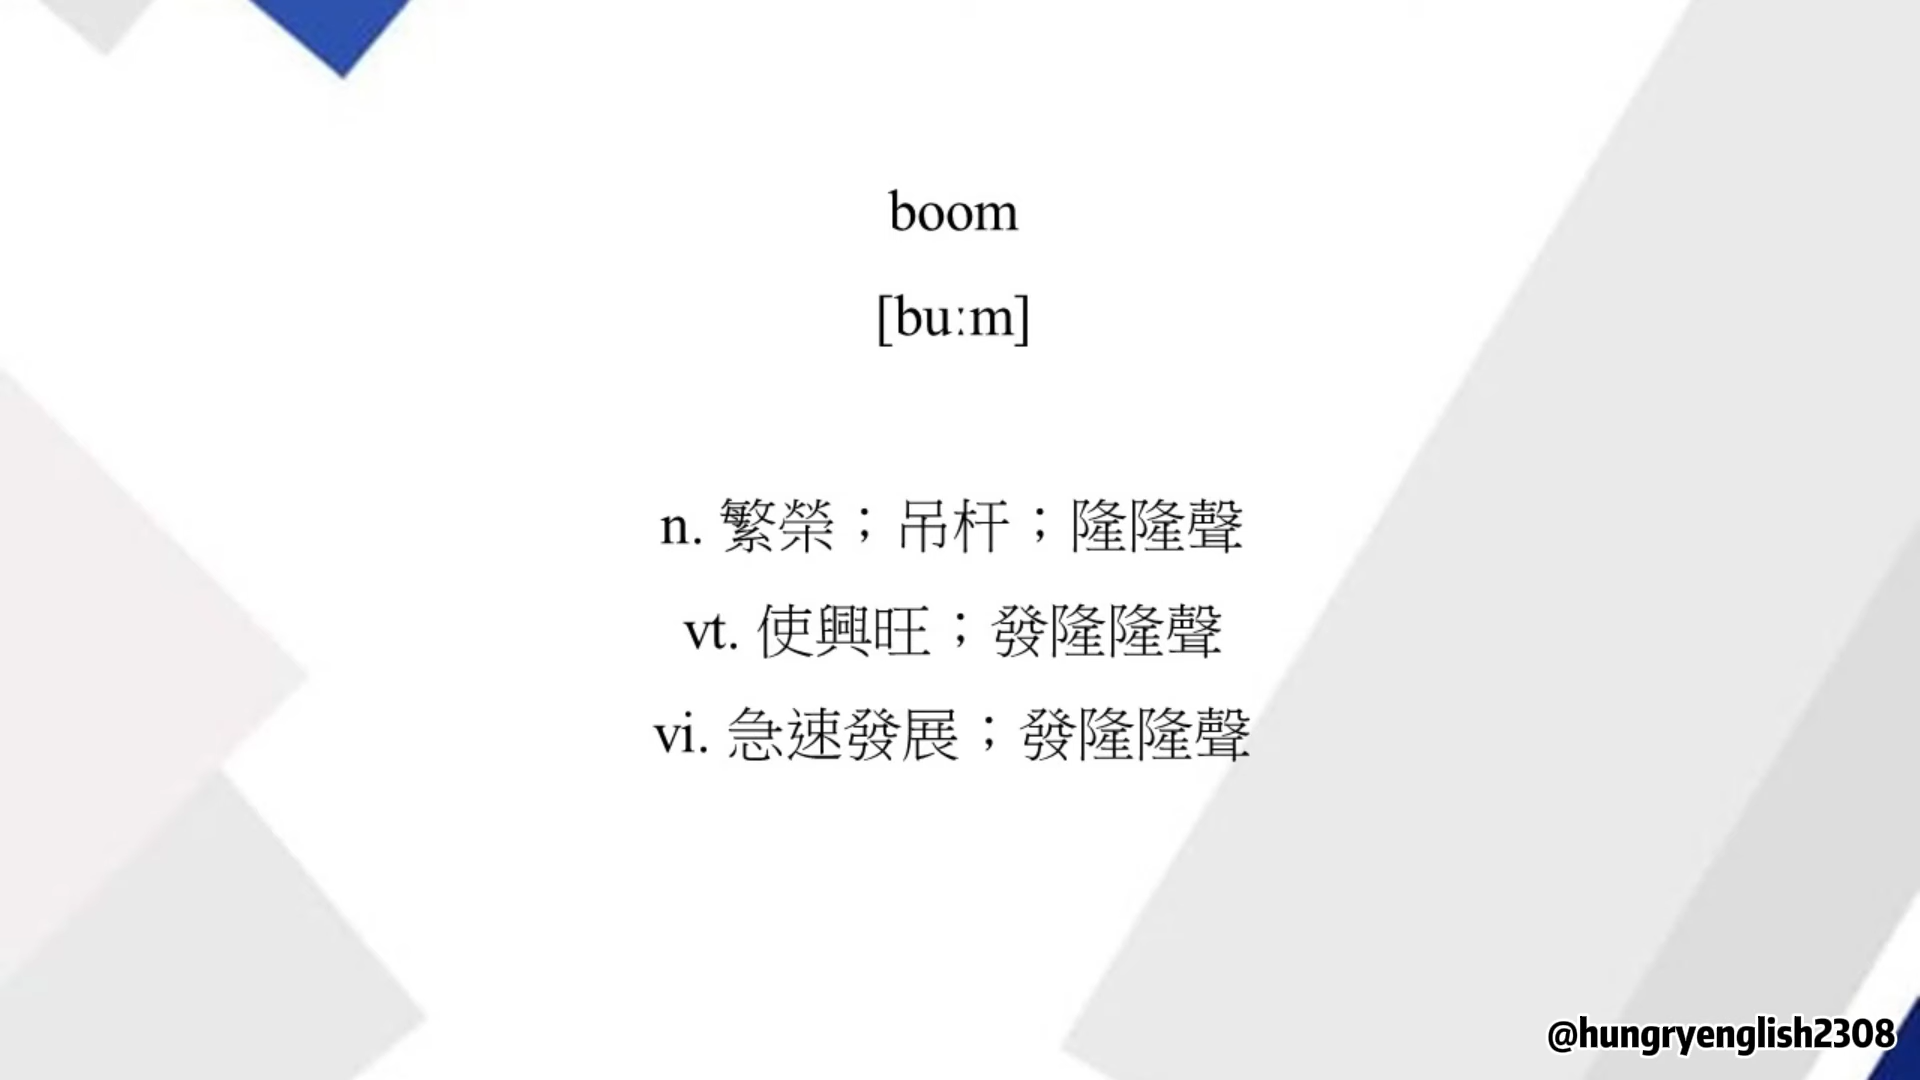 boom
[buːm]
n. 繁榮；吊杆；隆隆聲
vt. 使興旺；發隆隆聲
vi. 急速發展；發隆隆聲
@hungryenglish2308